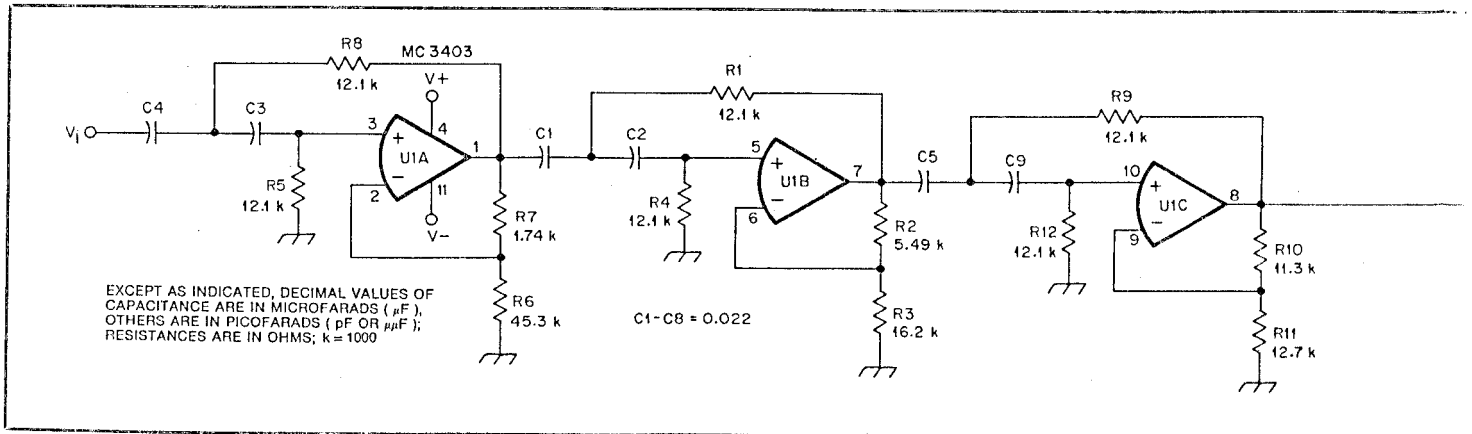 R8
MC 3403
12.1 k
V+
C4
C3
Vi
3
+
4
U1A
1
−
2
11
V−
R5
12.1 k
R7
1.74 k
R6
45.3 k
C1
R1
12.1 k
C2
5
+
U1B
7
−
6
R4
12.1 k
R2
5.49 k
R3
16.2 k
C5
R9
12.1 k
C9
10
+
U1C
8
−
9
R12
12.1 k
R10
11.3 k
R11
12.7 k
EXCEPT AS INDICATED, DECIMAL VALUES OF
CAPACITANCE ARE IN MICROFARADS ( μF ),
OTHERS ARE IN PICOFARADS ( pF OR μμF );
RESISTANCES ARE IN OHMS; k = 1000
C1-C8 = 0.022